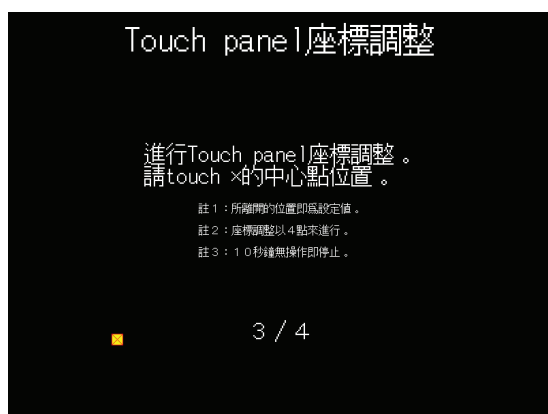 Touch panel座標調整
進行Touch panel座標調整。
請touch ×的中心點位置。
註1：所離開的位置即爲設定值。
註2：座標調整以4點來進行。
註3：10秒鐘無操作即停止。
3/4